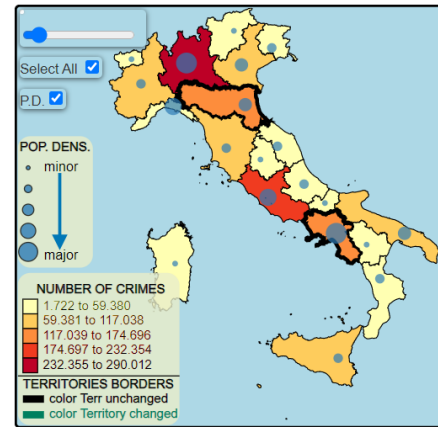 Select All
P.D.
POP. DENS.
minor
major
NUMBER OF CRIMES
1.722 to 59.380
59.381 to 117.038
117.039 to 174.696
174.697 to 232.354
232.355 to 290.012
TERRITORIES BORDERS
color Terr unchanged
color Territory changed